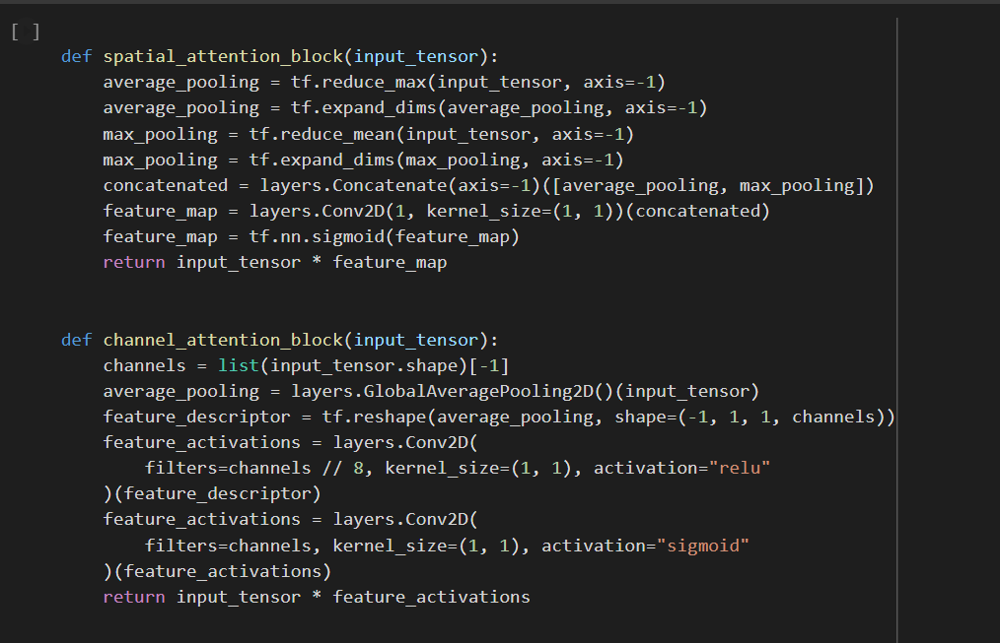 [ ]
def spatial_attention_block(input_tensor):
    average_pooling = tf.reduce_max(input_tensor, axis=-1)
    average_pooling = tf.expand_dims(average_pooling, axis=-1)
    max_pooling = tf.reduce_mean(input_tensor, axis=-1)
    max_pooling = tf.expand_dims(max_pooling, axis=-1)
    concatenated = layers.Concatenate(axis=-1)([average_pooling, max_pooling])
    feature_map = layers.Conv2D(1, kernel_size=(1, 1))(concatenated)
    feature_map = tf.nn.sigmoid(feature_map)
    return input_tensor * feature_map
def channel_attention_block(input_tensor):
    channels = list(input_tensor.shape)[-1]
    average_pooling = layers.GlobalAveragePooling2D()(input_tensor)
    feature_descriptor = tf.reshape(average_pooling, shape=(-1, 1, 1, channels))
    feature_activations = layers.Conv2D(
        filters=channels // 8, kernel_size=(1, 1), activation="relu"
    )(feature_descriptor)
    feature_activations = layers.Conv2D(
        filters=channels, kernel_size=(1, 1), activation="sigmoid"
    )(feature_activations)
    return input_tensor * feature_activations